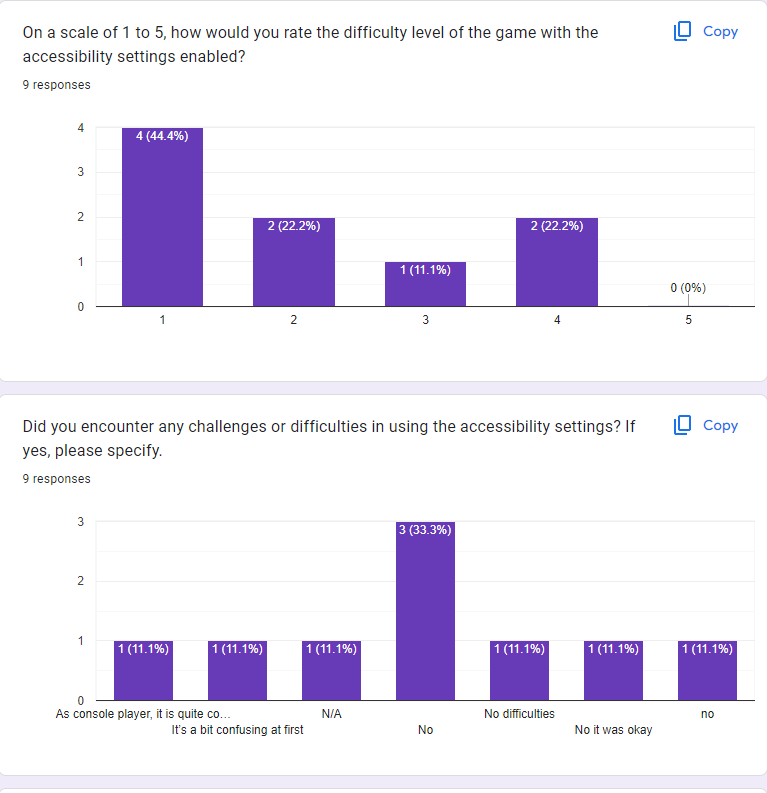 On a scale of 1 to 5, how would you rate the difficulty level of the game with the
accessibility settings enabled?
Copy
9 responses
4
3
2
1
0
4 (44.4%)
2 (22.2%)
1 (11.1%)
2 (22.2%)
0 (0%)
1
2
3
4
5
Did you encounter any challenges or difficulties in using the accessibility settings? If
yes, please specify.
Copy
9 responses
3
2
1
0
1 (11.1%)
1 (11.1%)
1 (11.1%)
3 (33.3%)
1 (11.1%)
1 (11.1%)
1 (11.1%)
As console player, it is quite co...
It's a bit confusing at first
N/A
No
No difficulties
No it was okay
no